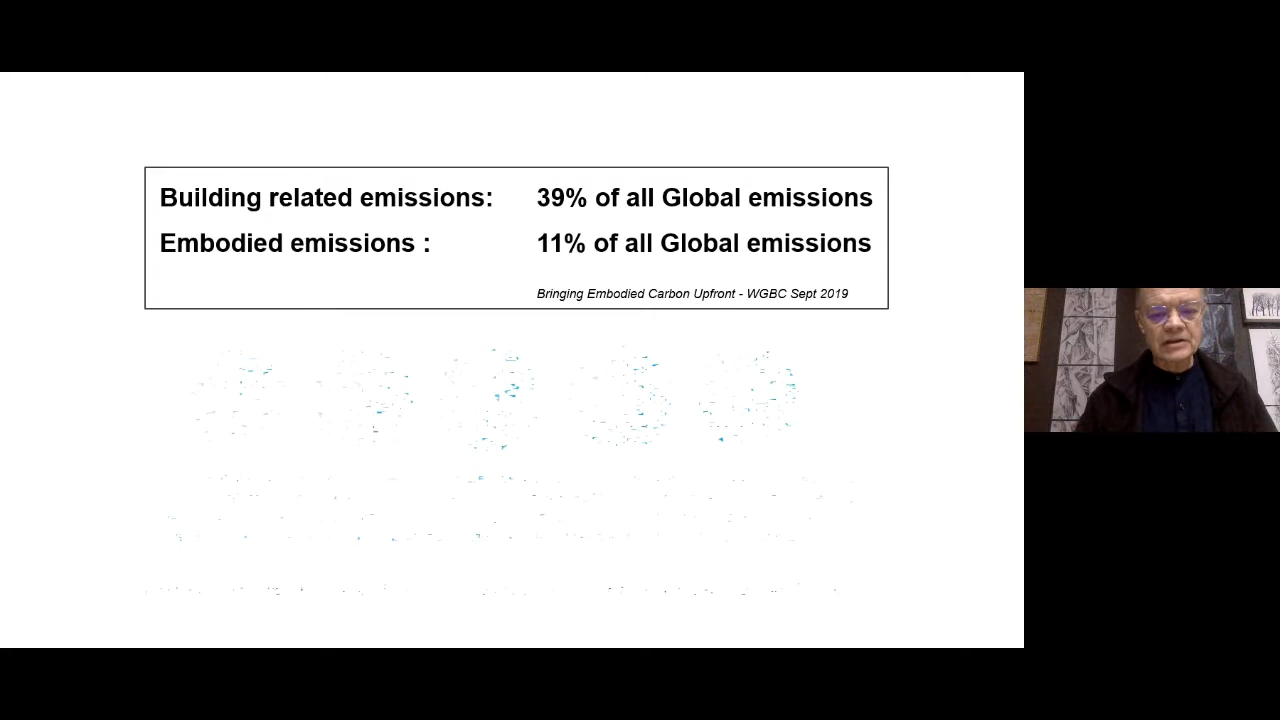 Building related emissions: 39% of all Global emissions
Embodied emissions : 11% of all Global emissions
Bringing Embodied Carbon Upfront - WGBC Sept 2019